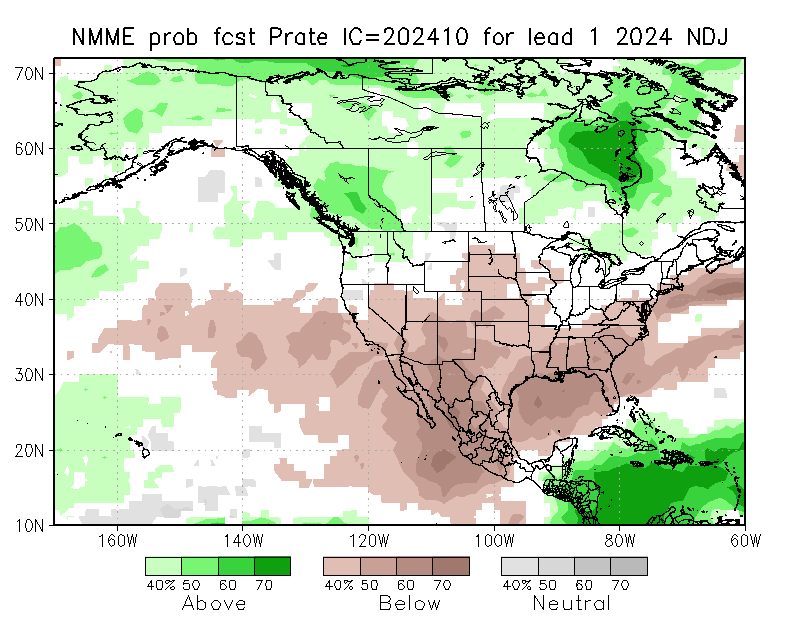 NMME prob fcst Prate IC=202410 for lead 1 2024 NDJ
70N
60N
50N
40N
30N
20N
10N
160W 140W 120W 100W 80W 60W
40% 50 60 70 40% 50 60 70 40% 50 60 70
Above Below Neutral